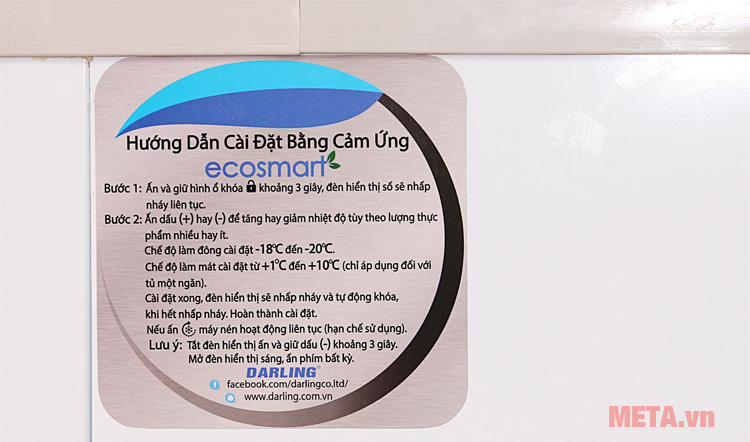 Hướng Dẫn Cài Đặt Bằng Cảm Ứng
ecosmart
Bước 1: Ấn và giữ hình ổ khóa khoảng 3 giây, đèn hiển thị số sẽ nhấp
nháy liên tục.
Bước 2: Ấn dấu (+) hay (-) để tăng hay giảm nhiệt độ tùy theo lượng thực
phẩm nhiều hay ít.
Chế độ làm đông cài đặt -18°C đến -20°C.
Chế độ làm mát cài đặt từ +1°C đến +10°C (chỉ áp dụng đối với
tủ một ngăn).
Cài đặt xong, đèn hiển thị sẽ nhấp nháy và tự động khóa,
khi hết nhấp nháy. Hoàn thành cài đặt.
Nếu ấn máy nén hoạt động liên tục (hạn chế sử dụng).
Lưu ý: Tắt đèn hiển thị ấn và giữ dấu (-) khoảng 3 giây.
Mở đèn hiển thị sáng, ấn phím bất kỳ.
DARLING®
facebook.com/darlingco.ltd/
www.darling.com.vn
META.vn